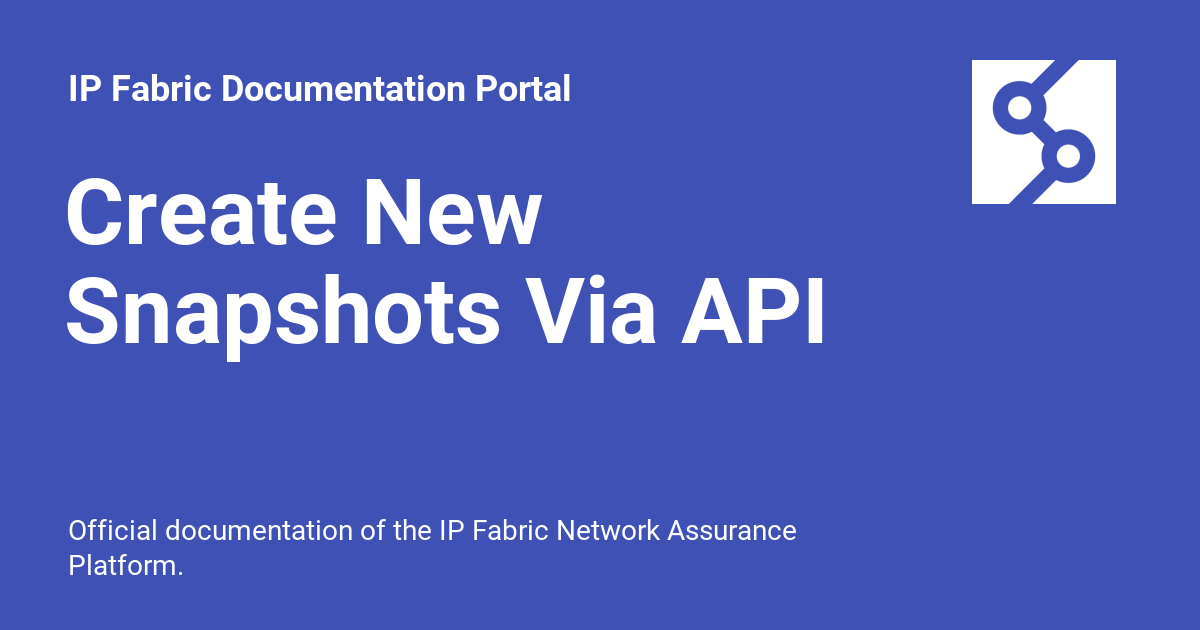 IP Fabric Documentation Portal
Create New
Snapshots Via API
Official documentation of the IP Fabric Network Assurance
Platform.